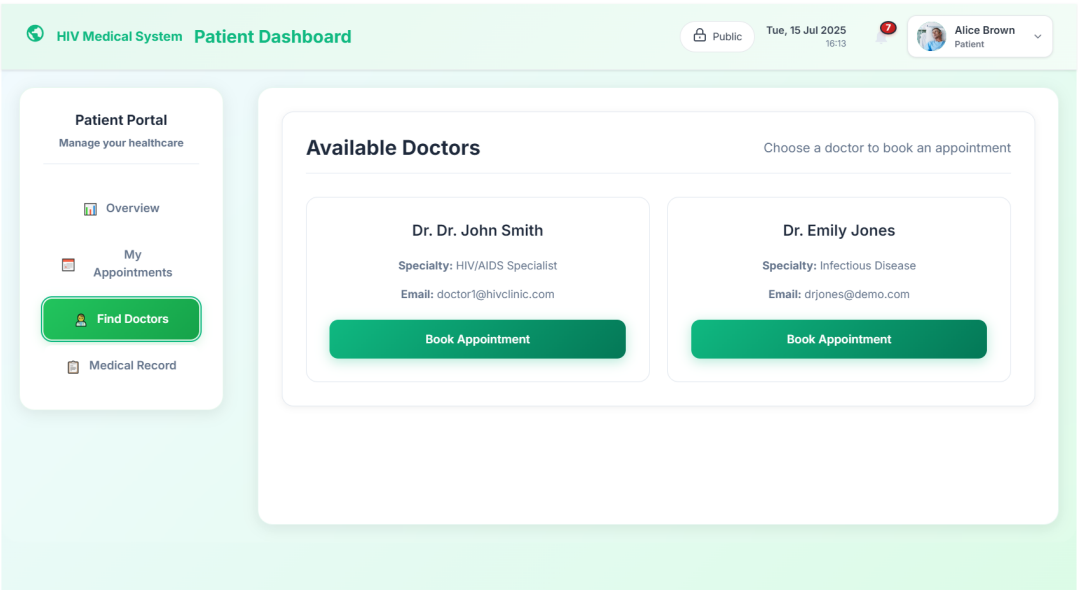 HIV Medical System Patient Dashboard
Public
Tue, 15 Jul 2025
16:13
7
Alice Brown
Patient
Patient Portal
Manage your healthcare
Overview
My
Appointments
Find Doctors
Medical Record
Available Doctors
Choose a doctor to book an appointment
Dr. Dr. John Smith
Specialty: HIV/AIDS Specialist
Email: doctor1@hivclinic.com
Book Appointment
Dr. Emily Jones
Specialty: Infectious Disease
Email: drjones@demo.com
Book Appointment